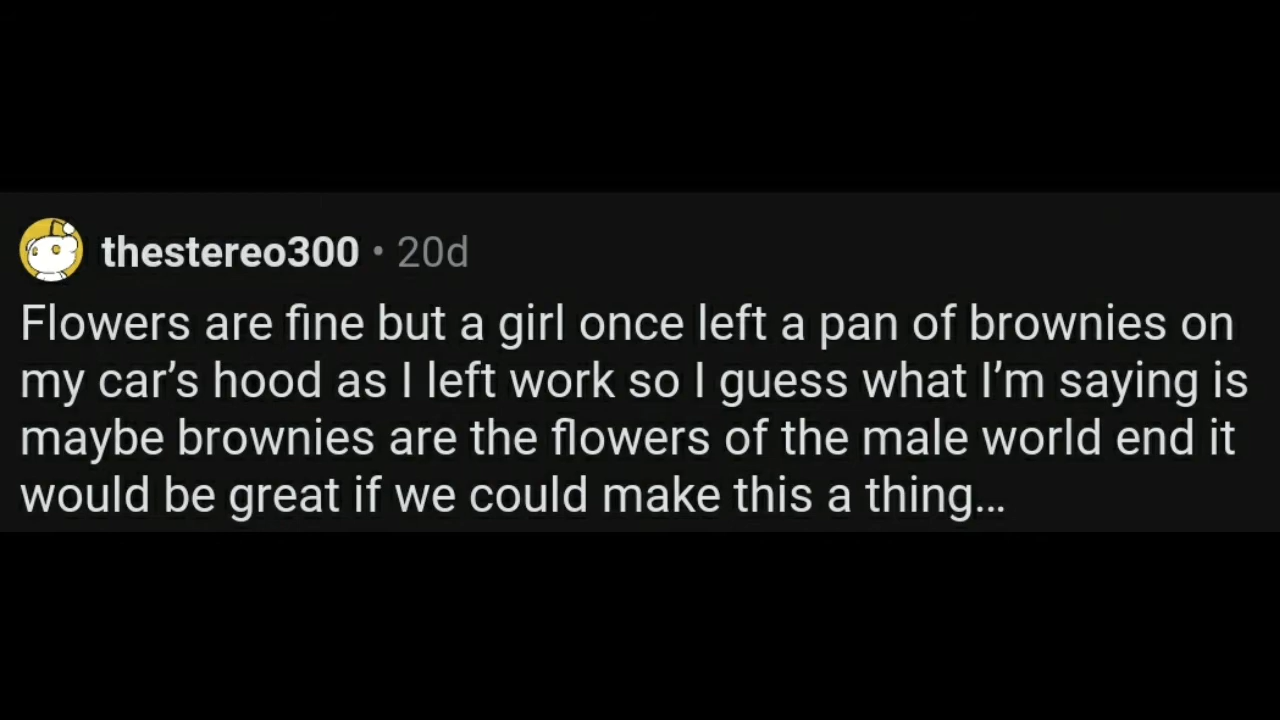 thestereo300 • 20d
Flowers are fine but a girl once left a pan of brownies on
my car’s hood as I left work so I guess what I’m saying is
maybe brownies are the flowers of the male world end it
would be great if we could make this a thing...